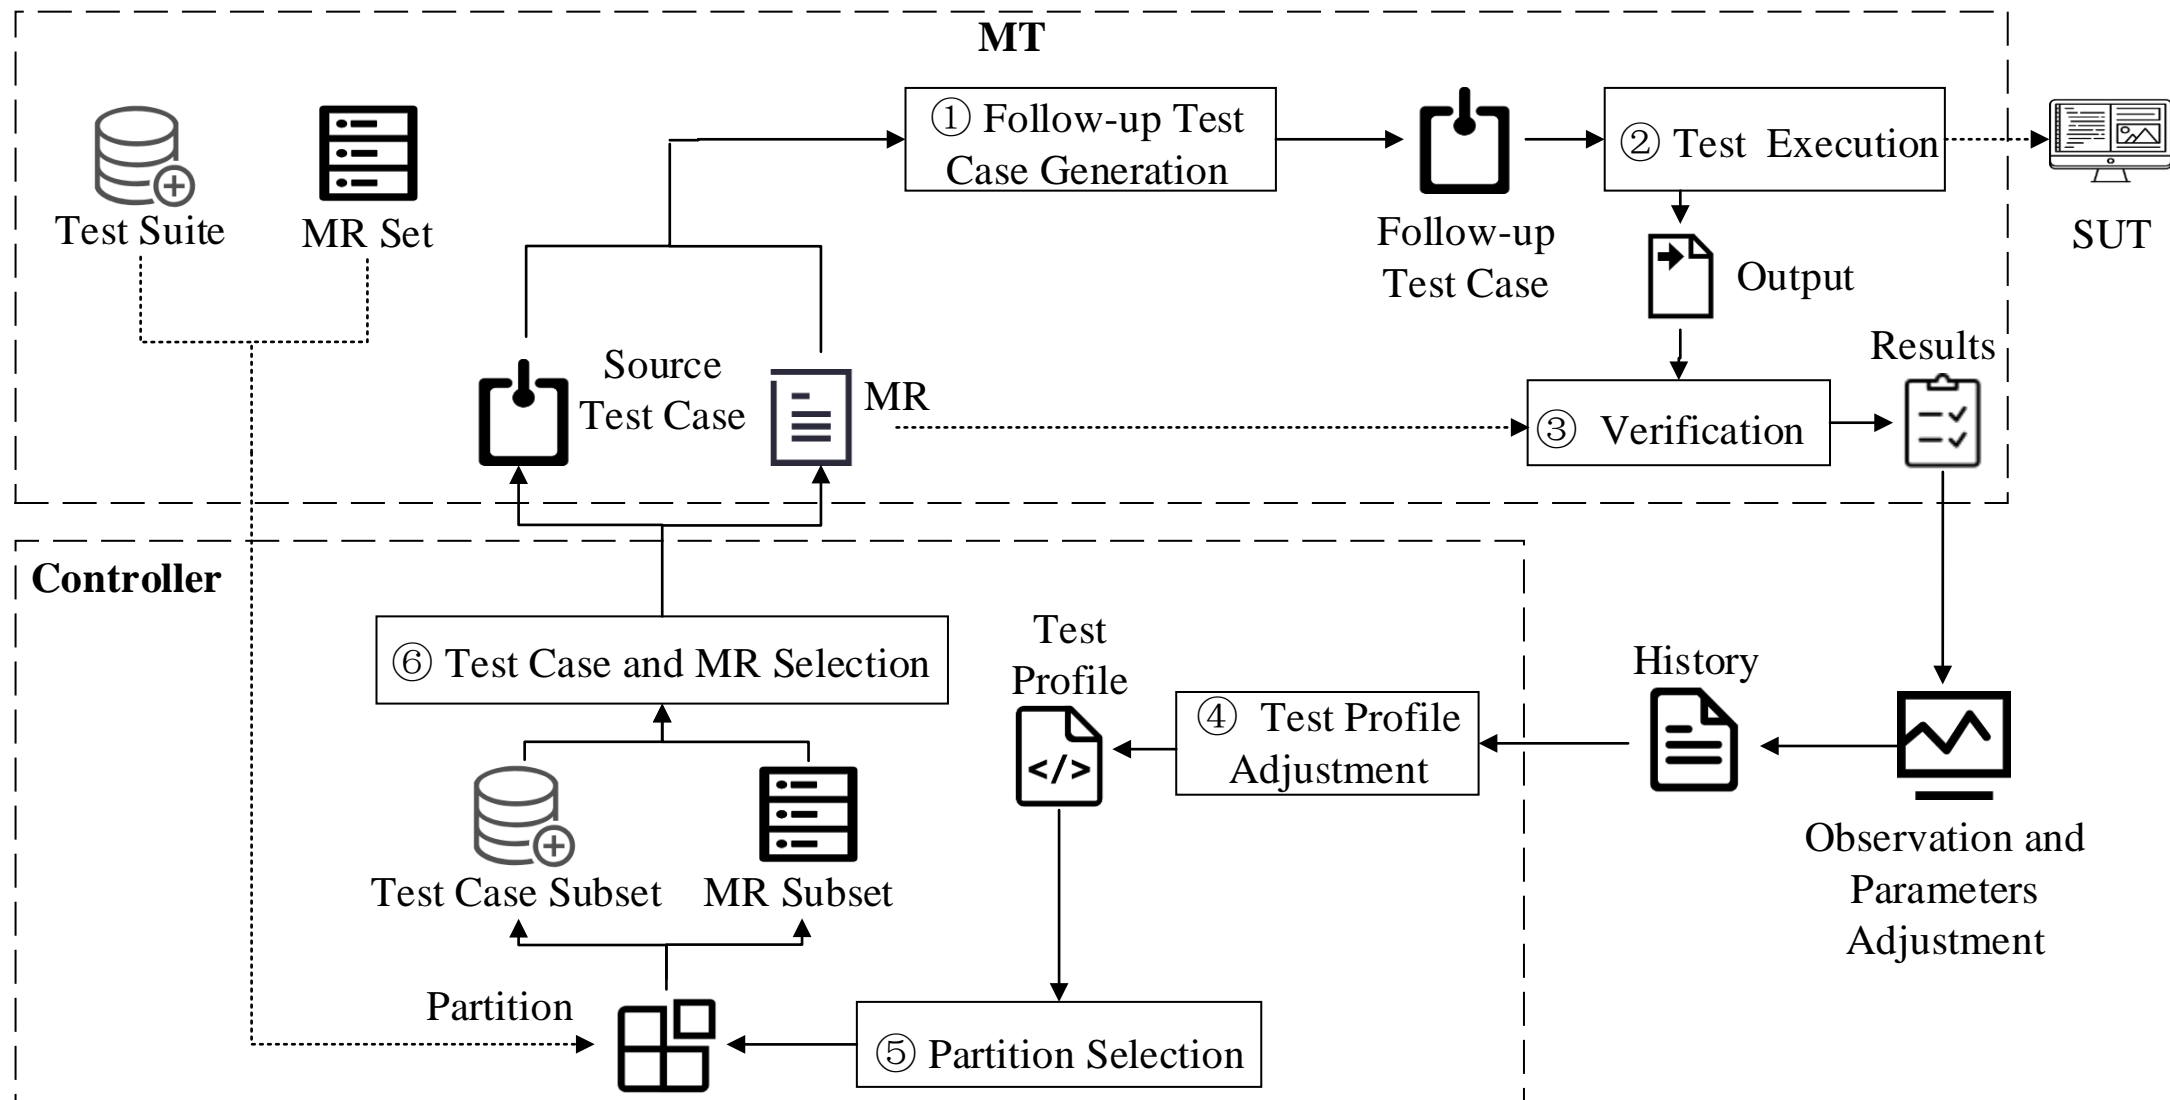 MT
① Follow-up Test
Case Generation
② Test Execution
Test Suite
MR Set
Follow-up
Test Case
SUT
Output
Source
Test Case
MR
Results
③ Verification
Controller
⑥ Test Case and MR Selection
Test
Profile
④ Test Profile
Adjustment
History
</>
Test Case Subset
MR Subset
Observation and
Parameters
Adjustment
Partition
⑤ Partition Selection